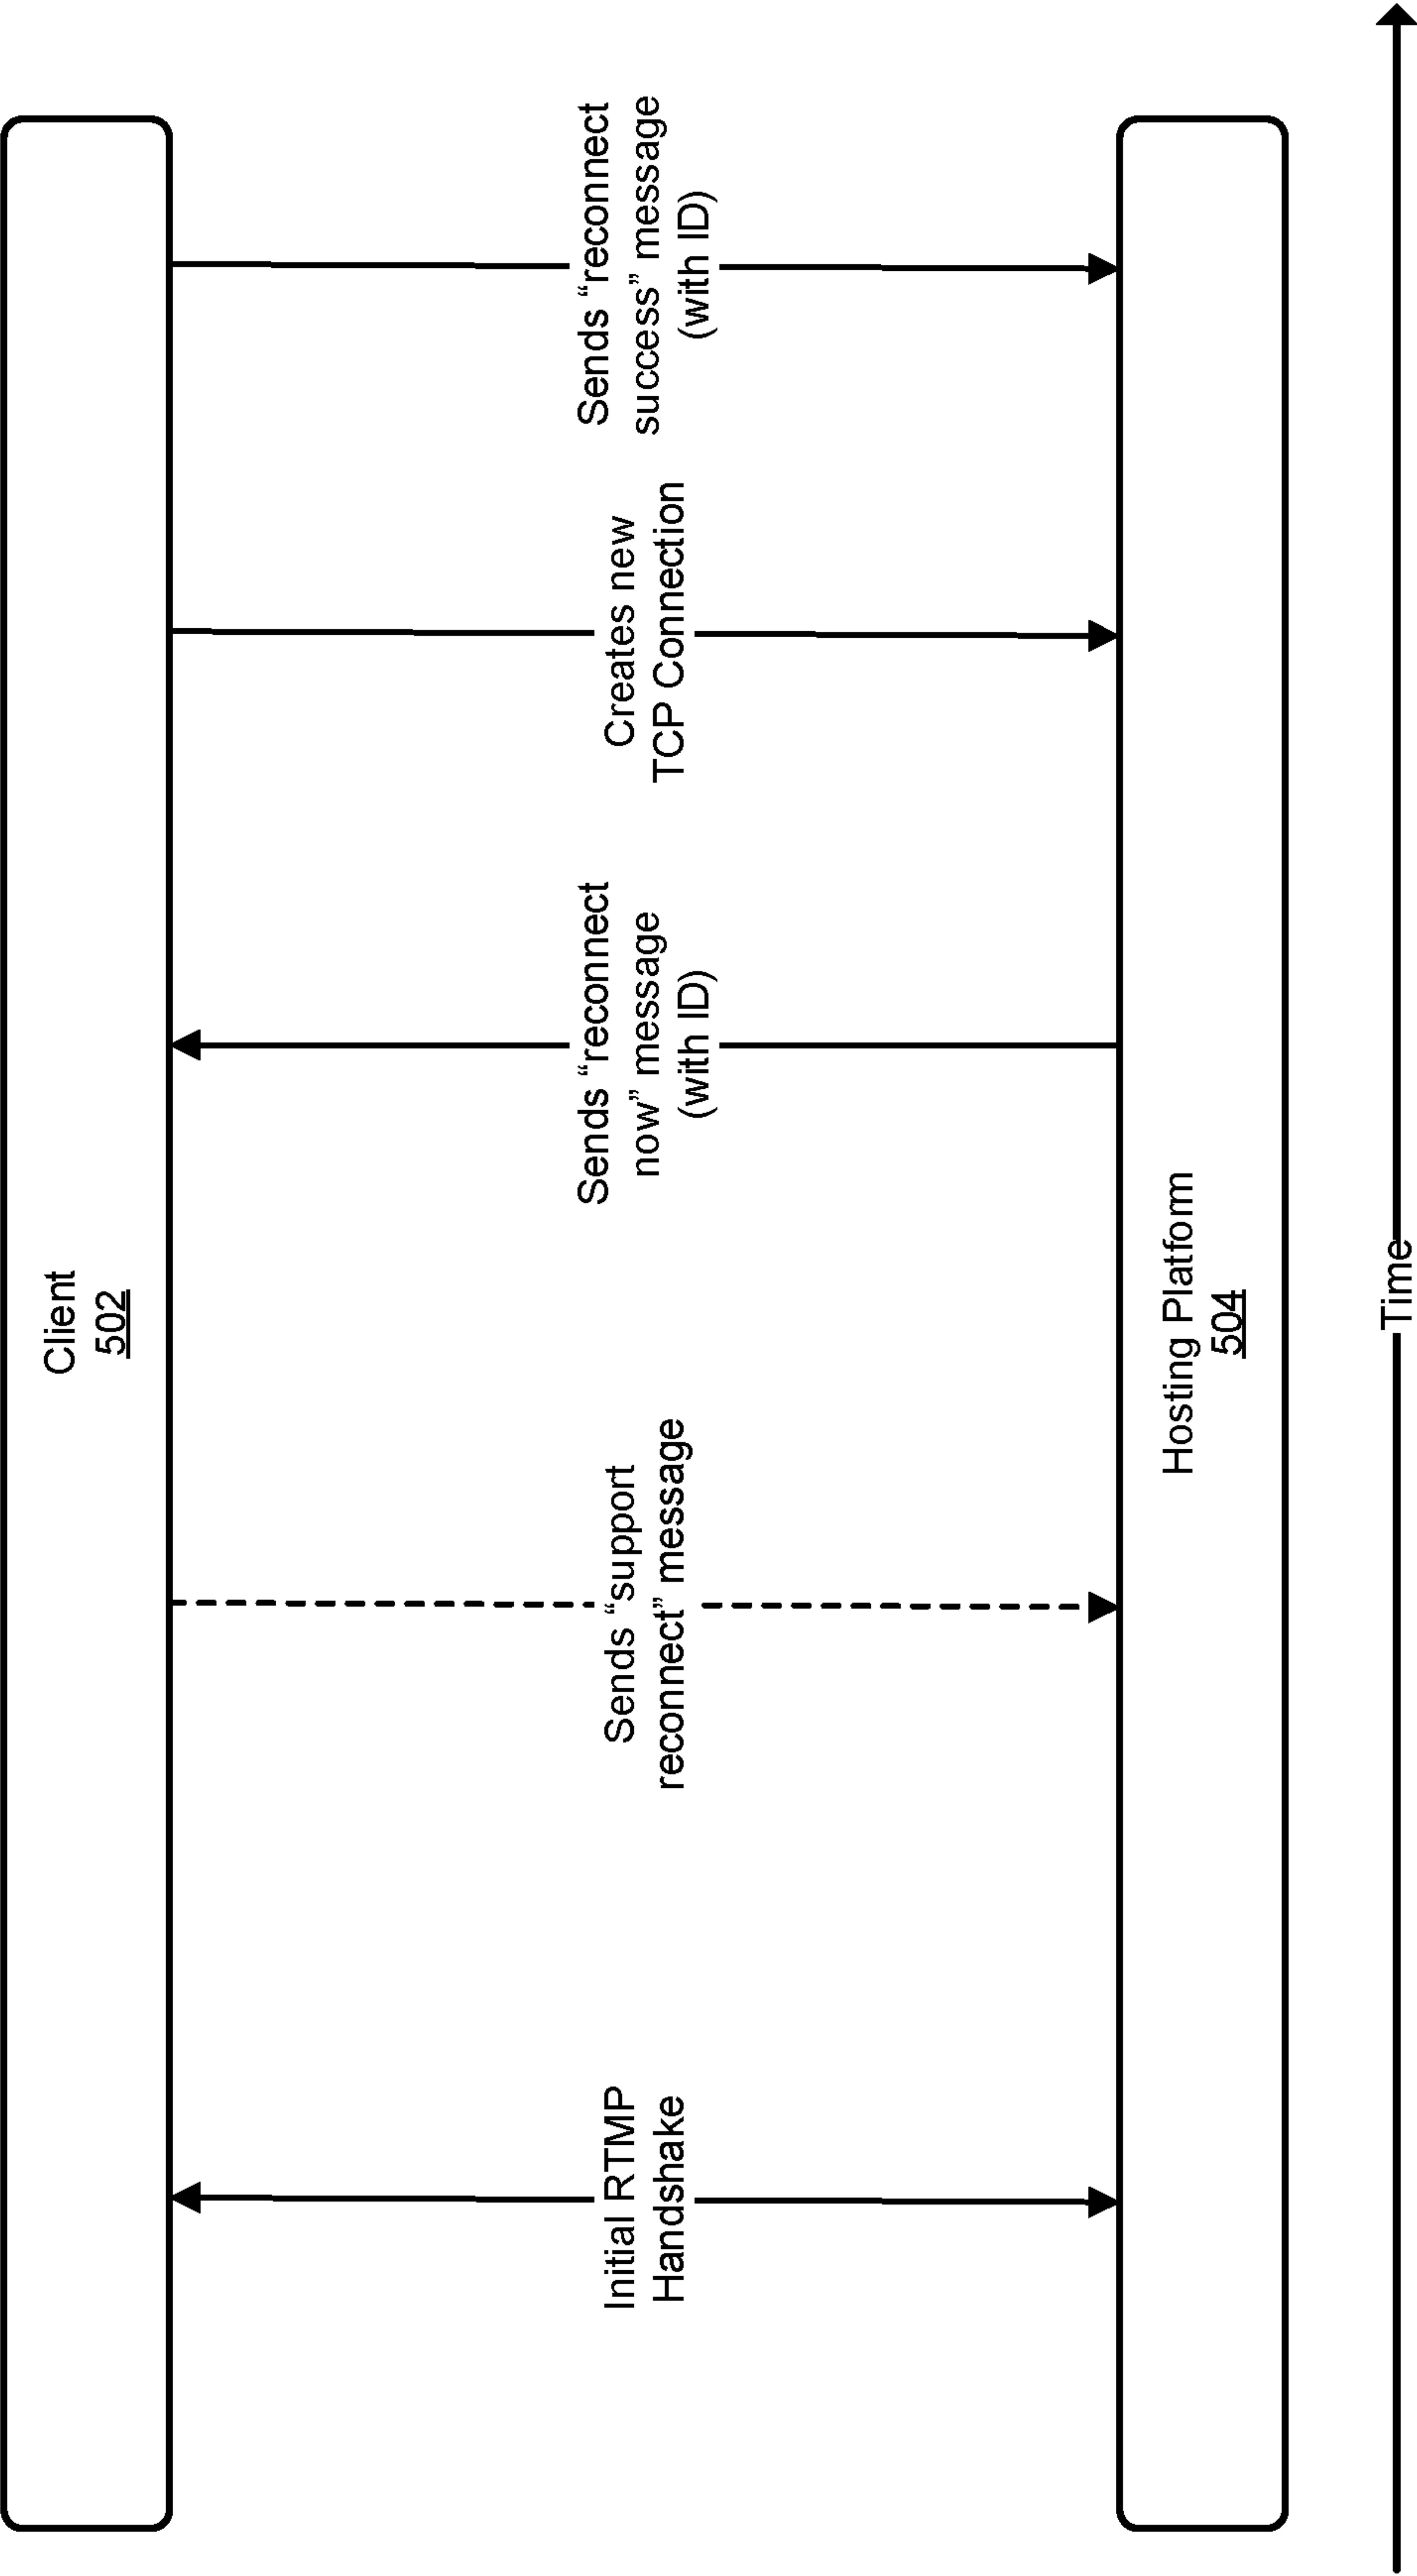 Client
502
Initial RTMP
Handshake
Sends “support
reconnect” message
Sends “reconnect
now” message
(with ID)
Creates new
TCP Connection
Sends “reconnect
success” message
(with ID)
Hosting Platform
504
Time